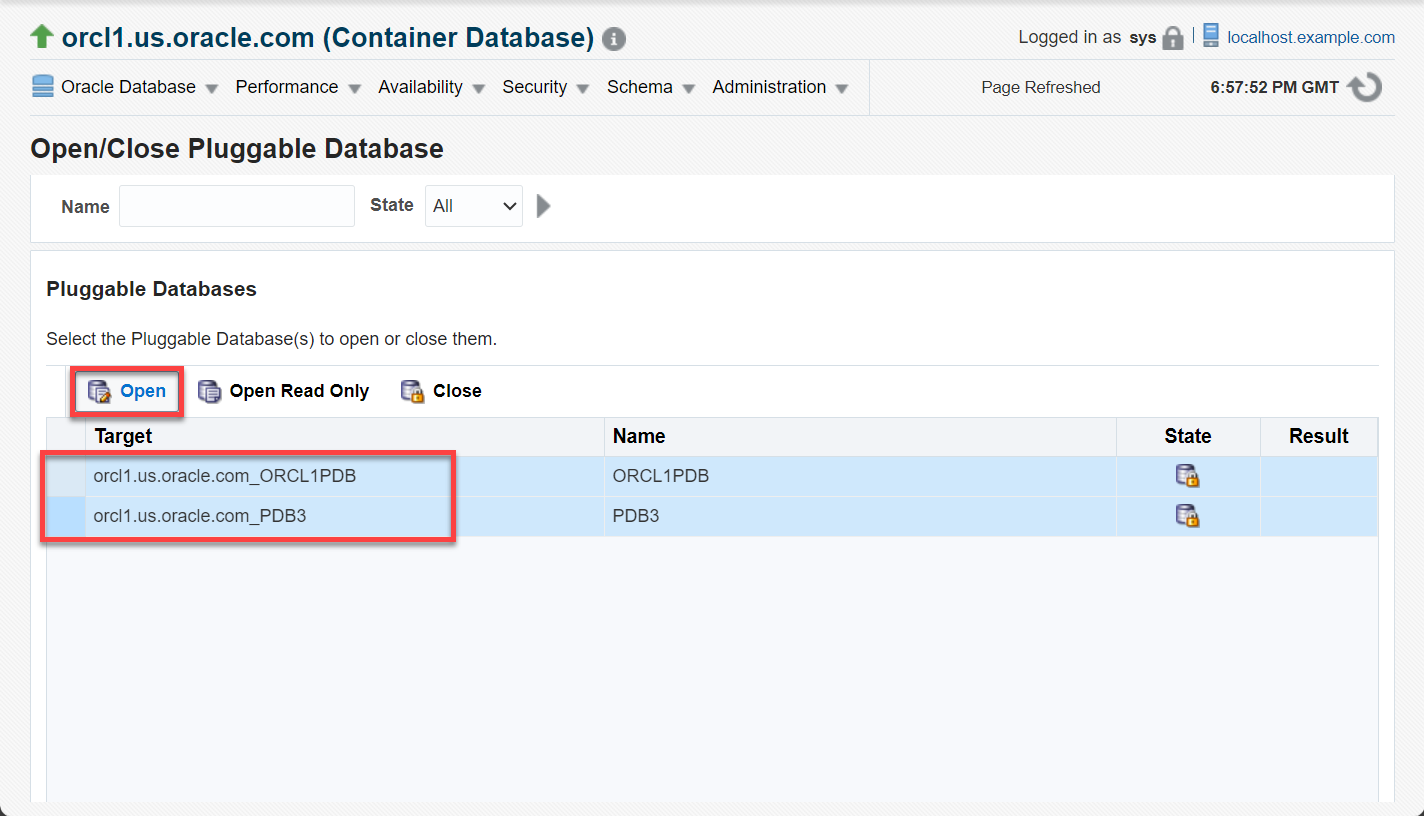 orcl1.us.oracle.com (Container Database)
Logged in as sys
localhost.example.com
Oracle Database Performance Availability Security Schema Administration
Page Refreshed 6:57:52 PM GMT
Open/Close Pluggable Database
Name State All
Pluggable Databases
Select the Pluggable Database(s) to open or close them.
Open Open Read Only Close
Target Name State Result
orcl1.us.oracle.com_ORCL1PDB ORCL1PDB
orcl1.us.oracle.com_PDB3 PDB3